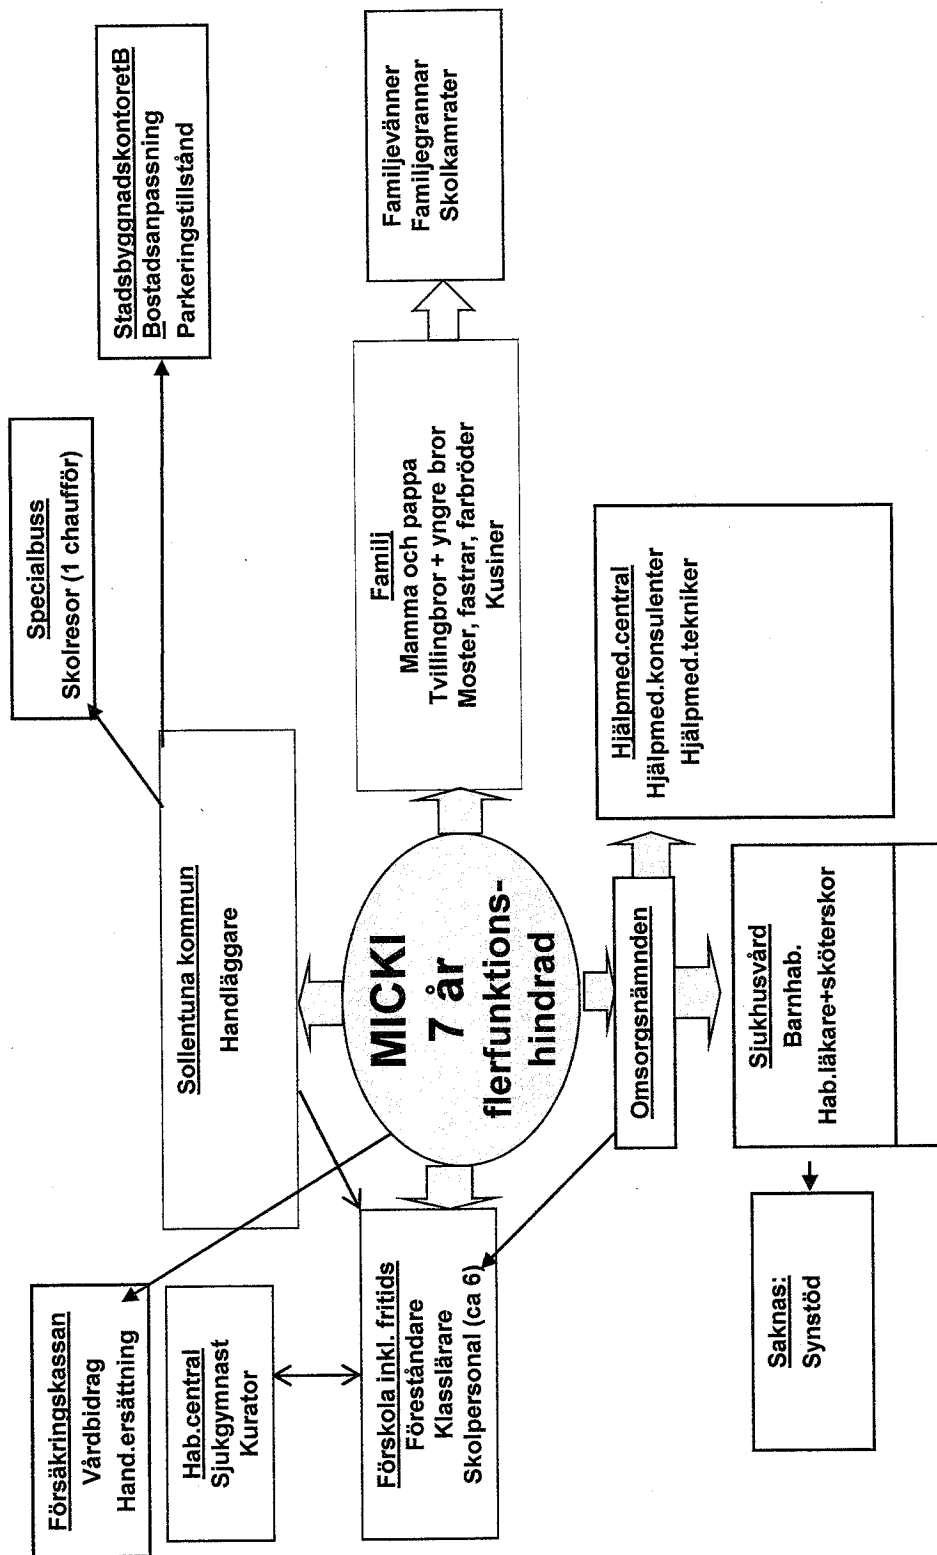 Försäkringskassan
Vårdbidrag
Hand.ersättning
Specialbuss
Skolresor (1 chaufför)
StadsbyggnadskontoretB
Bostadsanpassning
Parkeringstillstånd
Hab.central
Sjukgymnast
Kurator
Sollentuna kommun
Handläggare
Förskola inkl. fritids
Föreståndare
Klasslärare
Skolpersonal (ca 6)
MICKI
7 år
flerfunktions-
hindrad
Familj
Mamma och pappa
Tvillingbror + yngre bror
Moster, fastrar, farbröder
Kusiner
Familjevänner
Familjegrannar
Skolkamrater
Omsorgsnämnden
Hjälpmed.central
Hjälpmed.konsulenter
Hjälpmed.tekniker
Saknas:
Synstöd
Sjukhusvård
Barnhab.
Hab.läkare+sköterskor